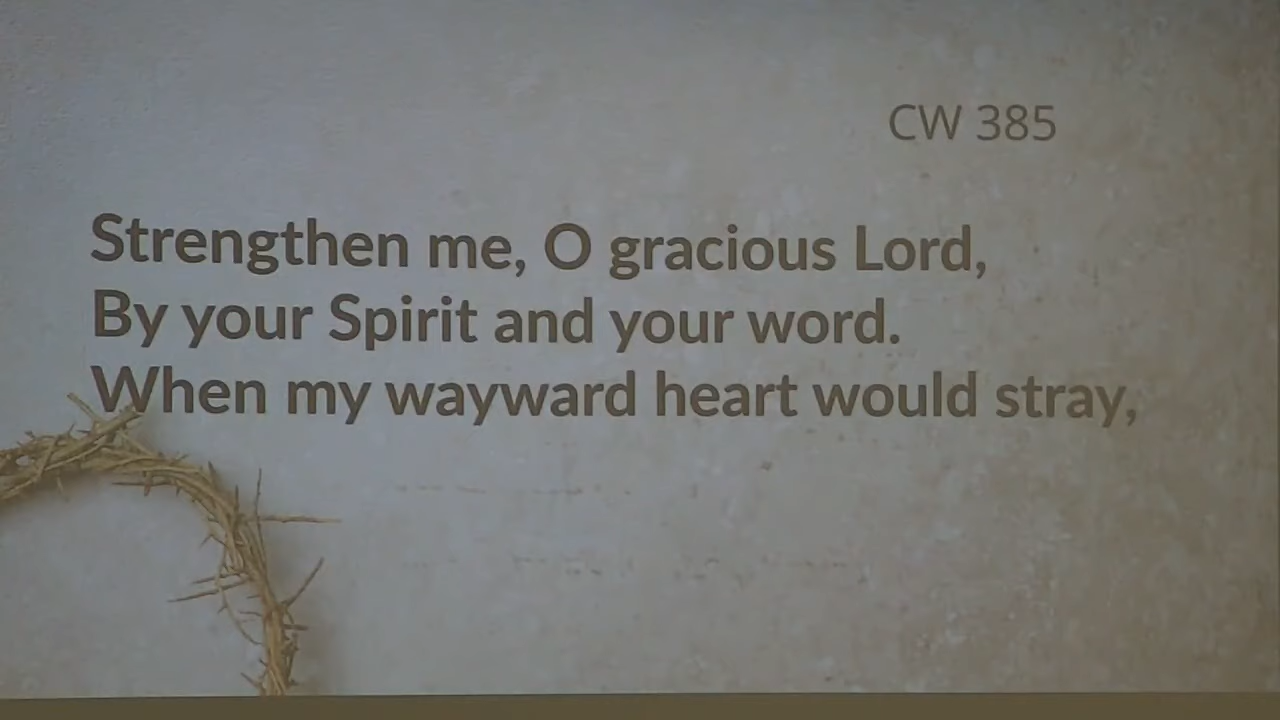 CW 385
Strengthen me, O gracious Lord,
By your Spirit and your word.
When my wayward heart would stray,